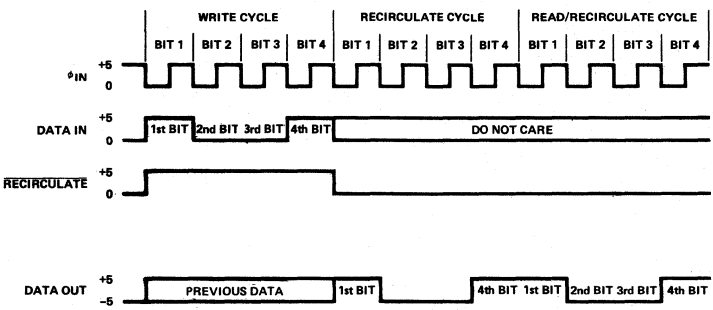 WRITE CYCLE RECIRCULATE CYCLE READ/RECIRCULATE CYCLE
BIT 1 BIT 2 BIT 3 BIT 4 BIT 1 BIT 2 BIT 3 BIT 4 BIT 1 BIT 2 BIT 3 BIT 4
ϕIN +5 0
DATA IN +5 0 1st BIT 2nd BIT 3rd BIT 4th BIT DO NOT CARE
RECIRCULATE +5 0
DATA OUT +5 -5 PREVIOUS DATA 1st BIT 4th BIT 1st BIT 2nd BIT 3rd BIT 4th BIT